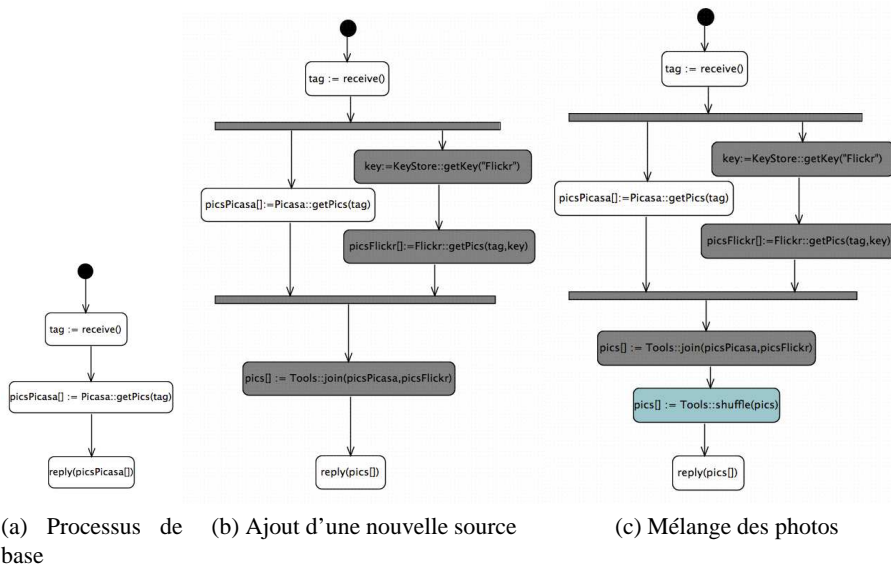 tag := receive()
picsPicasa[] := Picasa::getPics(tag)
reply(picsPicasa[])
(a) Processus de
base
tag := receive()
key:=KeyStore::getKey("Flickr")
picsPicasa[]:=Picasa::getPics(tag)
picsFlickr[]:=Flickr::getPics(tag,key)
pics[] := Tools::join(picsPicasa,picsFlickr)
reply(pics[])
(b) Ajout d'une nouvelle source
tag := receive()
key:=KeyStore::getKey("Flickr")
picsPicasa[]:=Picasa::getPics(tag)
picsFlickr[]:=Flickr::getPics(tag,key)
pics[] := Tools::join(picsPicasa,picsFlickr)
pics[] := Tools::shuffle(pics)
reply(pics[])
(c) Mélange des photos